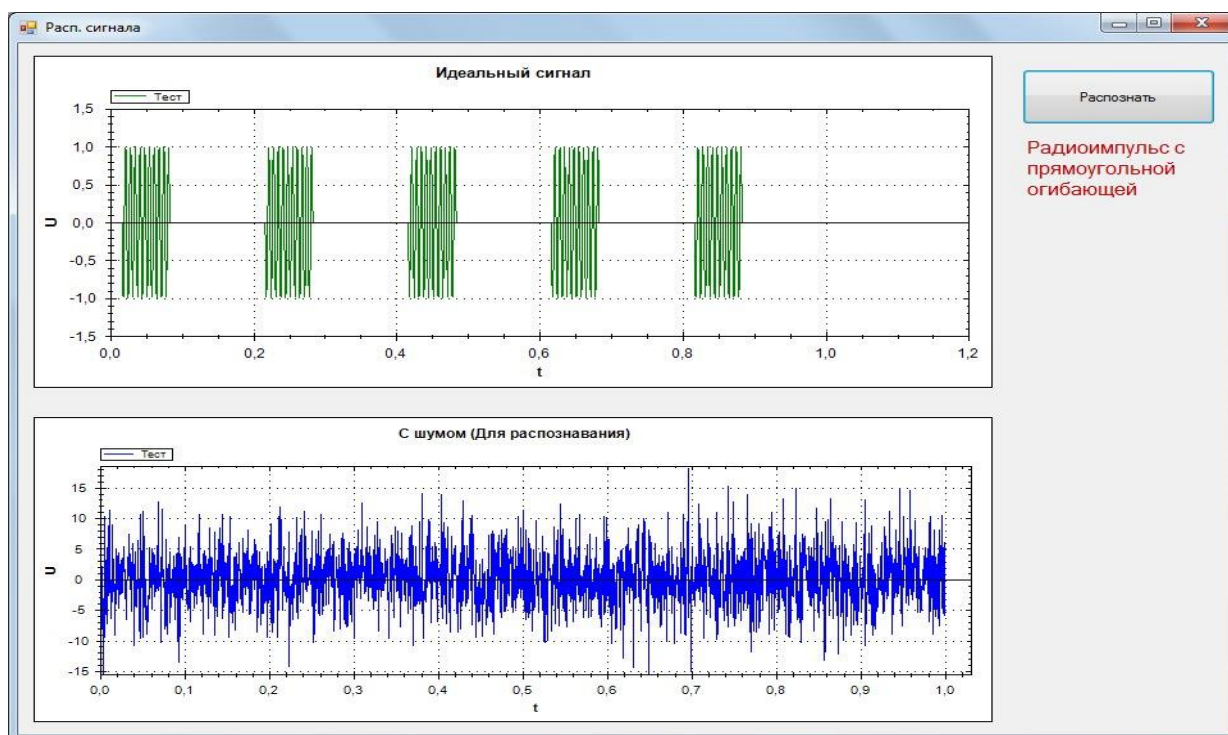 Расп. сигнала
Идеальный сигнал
Тест
1,5
1,0
0,5
0,0
-0,5
-1,0
-1,5
U
0,0 0,2 0,4 0,6 0,8 1,0 1,2
t
Распознать
Радиоимпульс с
прямоугольной
огибающей
С шумом (Для распознавания)
Тест
15
10
5
0
-5
-10
-15
U
0,0 0,1 0,2 0,3 0,4 0,5 0,6 0,7 0,8 0,9 1,0
t